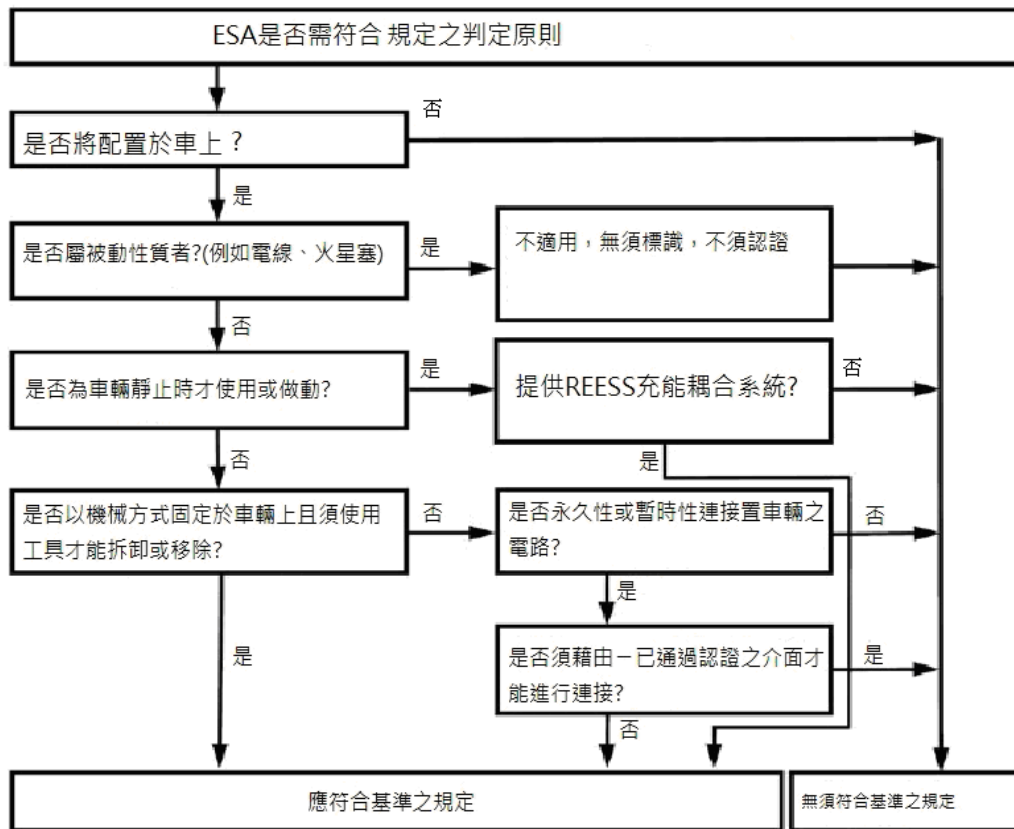 ESA是否需符合 規定之判定原則
否
是否將配置於車上？
是
是否屬被動性質者?(例如電線、火星塞)
是
不適用，無須標識，不須認證
否
是否為車輛靜止時才使用或做動?
是
提供REESS充能耦合系統?
否
否
是
是否以機械方式固定於車輛上且須使用
工具才能拆卸或移除?
否
是否永久性或暫時性連接置車輛之
電路?
否
是
是
是否須藉由－已通過認證之介面才
能進行連接?
是
否
應符合基準之規定
無須符合基準之規定